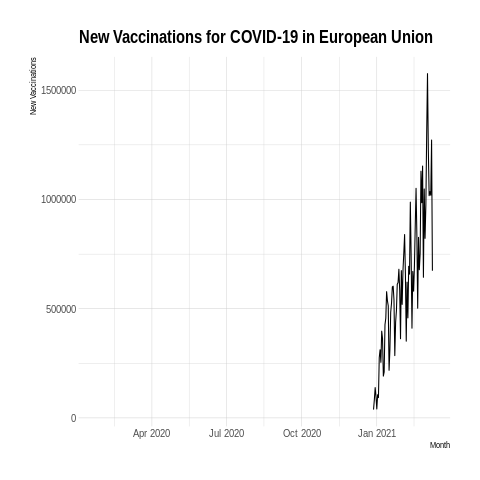 New Vaccinations for COVID-19 in European Union
New Vaccinations
1500000
1000000
500000
0
Apr 2020 Jul 2020 Oct 2020 Jan 2021
Month